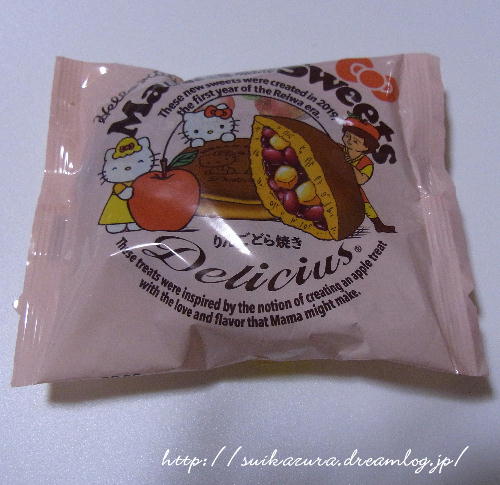 Hello
Ma Sweets
These new sweets were created in 2019,
the first year of the Reiwa era.
りんごどら焼き
Delicius®
These treats were inspired by the notion of creating an apple treat
with the love and flavor that Mama might make.
http://suikazura.dreamlog.jp/